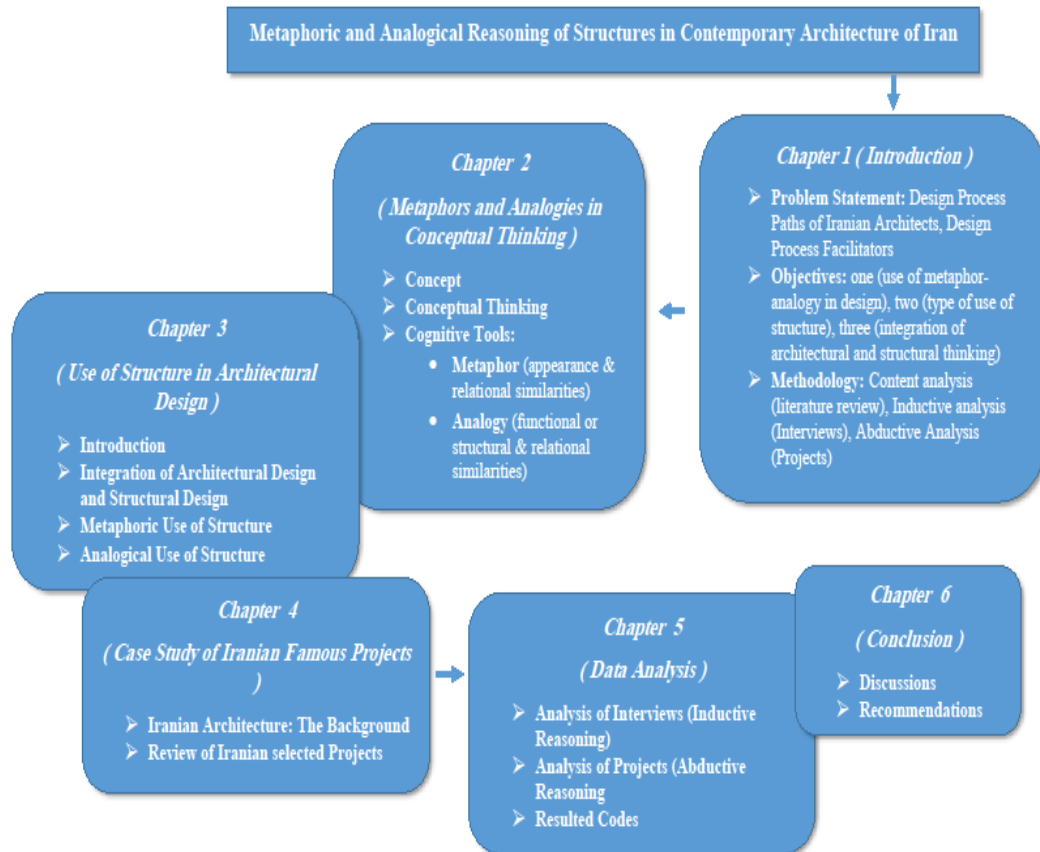 Metaphoric and Analogical Reasoning of Structures in Contemporary Architecture of Iran
Chapter 1 ( Introduction )
➢ Problem Statement: Design Process
Paths of Iranian Architects, Design
Process Facilitators
➢ Objectives: one (use of metaphor-
analogy in design), two (type of use of
structure), three (integration of
architectural and structural thinking)
➢ Methodology: Content analysis
(literature review), Inductive analysis
(Interviews), Abductive Analysis
(Projects)
Chapter 2
( Metaphors and Analogies in
Conceptual Thinking )
➢ Concept
➢ Conceptual Thinking
➢ Cognitive Tools:
• Metaphor (appearance &
relational similarities)
• Analogy (functional or
structural & relational
similarities)
Chapter 3
( Use of Structure in Architectural
Design )
➢ Introduction
➢ Integration of Architectural Design
and Structural Design
➢ Metaphoric Use of Structure
➢ Analogical Use of Structure
Chapter 4
( Case Study of Iranian Famous Projects
)
➢ Iranian Architecture: The Background
➢ Review of Iranian selected Projects
Chapter 5
( Data Analysis )
➢ Analysis of Interviews (Inductive
Reasoning)
➢ Analysis of Projects (Abductive
Reasoning
➢ Resulted Codes
Chapter 6
( Conclusion )
➢ Discussions
➢ Recommendations